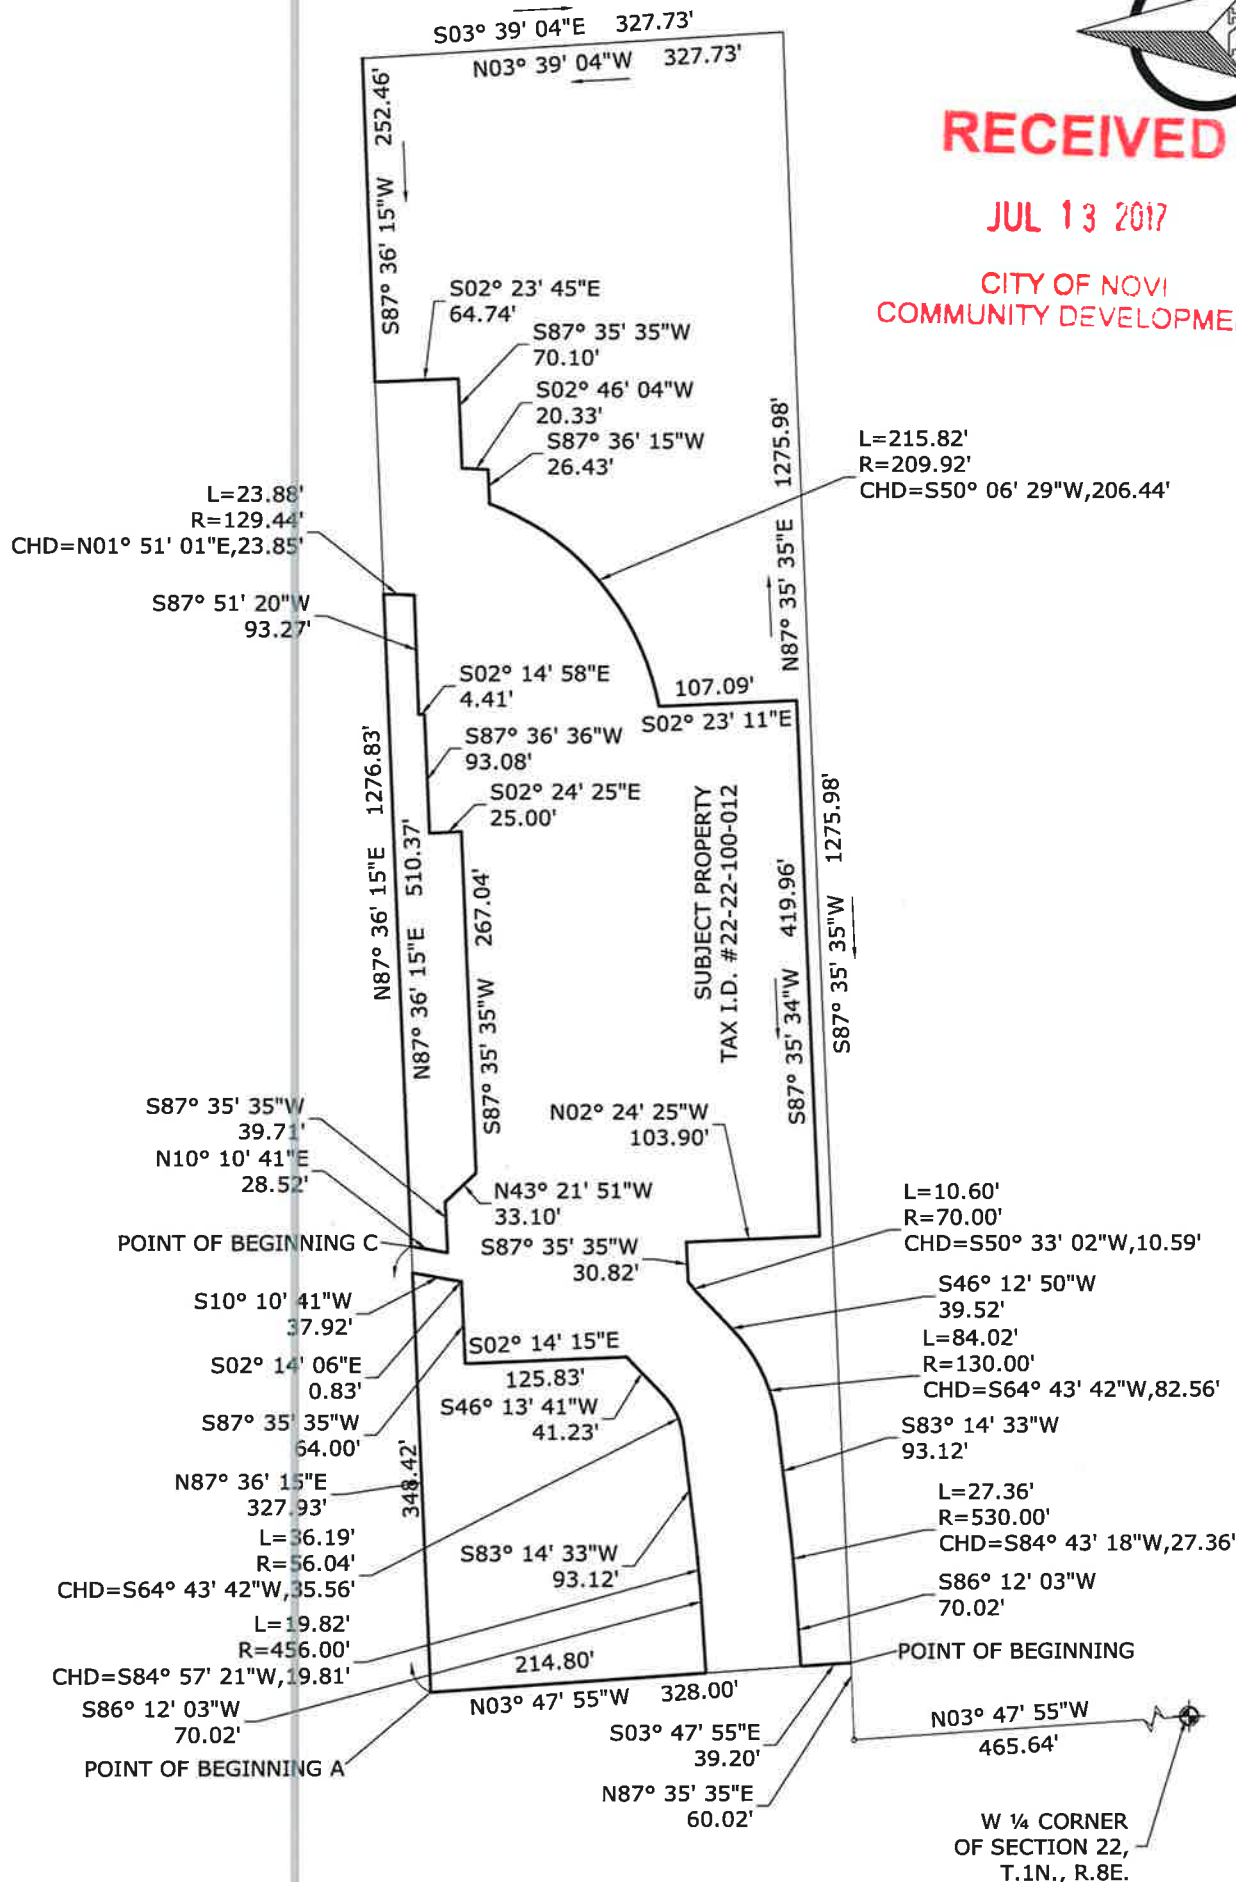 S03° 39' 04"E 327.73'
N03° 39' 04"W 327.73'
RECEIVED
JUL 13 2017
CITY OF NOVI
COMMUNITY
S87° 36' 15"W 252.46'
S02° 23' 45"E
64.74'
S87° 35' 35"W
70.10'
S02° 46' 04"W
20.33'
S87° 36' 15"W
26.43'
N87° 35' 35"E 1275.98'
L=215.82'
R=209.92'
CHD=S50° 06' 29"W,206.44'
L=23.88'
R=129.44'
CHD=N01° 51' 01"E,23.85'
S87° 51' 20"W
93.27'
S02° 14' 58"E
4.41'
107.09'
S02° 23' 11"E
S87° 36' 36"W
93.08'
S02° 24' 25"E
25.00'
N87° 36' 15"E 1276.83'
N87° 36' 15"E 510.37'
S87° 35' 35"W 267.04'
SUBJECT PROPERTY
TAX I.D. #22-22-100-012
S87° 35' 34"W 419.96'
S87° 35' 35"W 1275.98'
S87° 35' 35"W
39.71'
N10° 10' 41"E
28.52'
N02° 24' 25"W
103.90'
N43° 21' 51"W
33.10'
POINT OF BEGINNING C
S87° 35' 35"W
30.82'
L=10.60'
R=70.00'
CHD=S50° 33' 02"W,10.59'
S10° 10' 41"W
37.92'
S46° 12' 50"W
39.52'
S02° 14' 06"E
0.83'
S02° 14' 15"E
125.83'
L=84.02'
R=130.00'
CHD=S64° 43' 42"W,82.56'
S46° 13' 41"W
41.23'
S87° 35' 35"W
64.00'
S83° 14' 33"W
93.12'
N87° 36' 15"E
327.93'
348.42'
L=27.36'
R=530.00'
CHD=S84° 43' 18"W,27.36'
L=36.19'
R=56.04'
CHD=S64° 43' 42"W,35.56'
S83° 14' 33"W
93.12'
S86° 12' 03"W
70.02'
L=19.82'
R=456.00'
CHD=S84° 57' 21"W,19.81'
POINT OF BEGINNING
214.80'
N03° 47' 55"W 328.00'
S86° 12' 03"W
70.02'
S03° 47' 55"E
39.20'
N03° 47' 55"W
465.64'
POINT OF BEGINNING A
N87° 35' 35"E
60.02'
W ¼ CORNER
OF SECTION 22,
T.1N., R.8E.